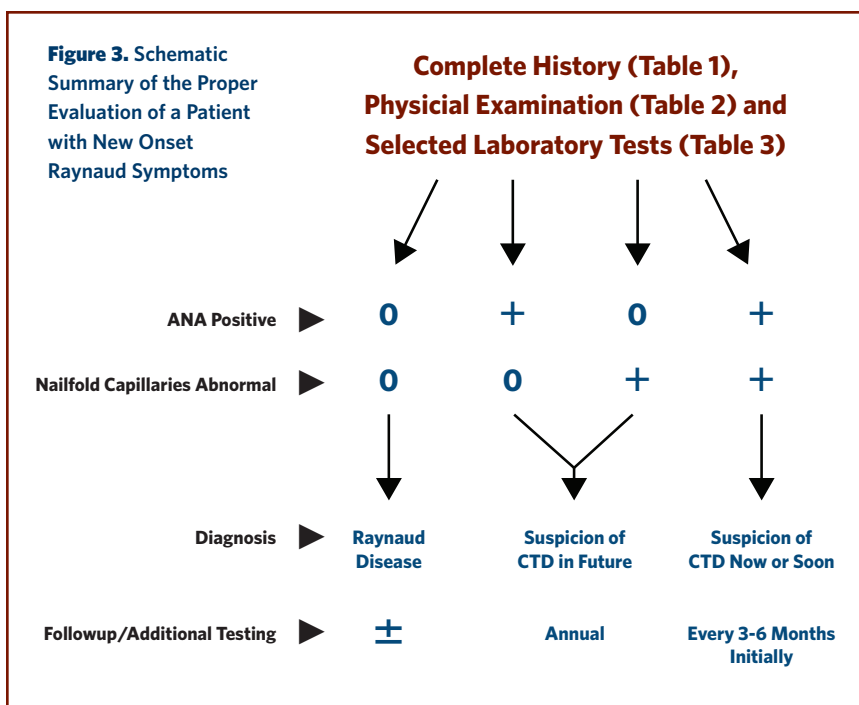 Figure 3. Schematic
Summary of the Proper
Evaluation of a Patient
with New Onset
Raynaud Symptoms
Complete History (Table 1),
Physicial Examination (Table 2) and
Selected Laboratory Tests (Table 3)
ANA Positive 0 + 0 +
Nailfold Capillaries Abnormal 0 0 + +
Diagnosis
Raynaud
Disease
Suspicion of
CTD in Future
Suspicion of
CTD Now or Soon
Followup/Additional Testing ± Annual
Every 3-6 Months
Initially